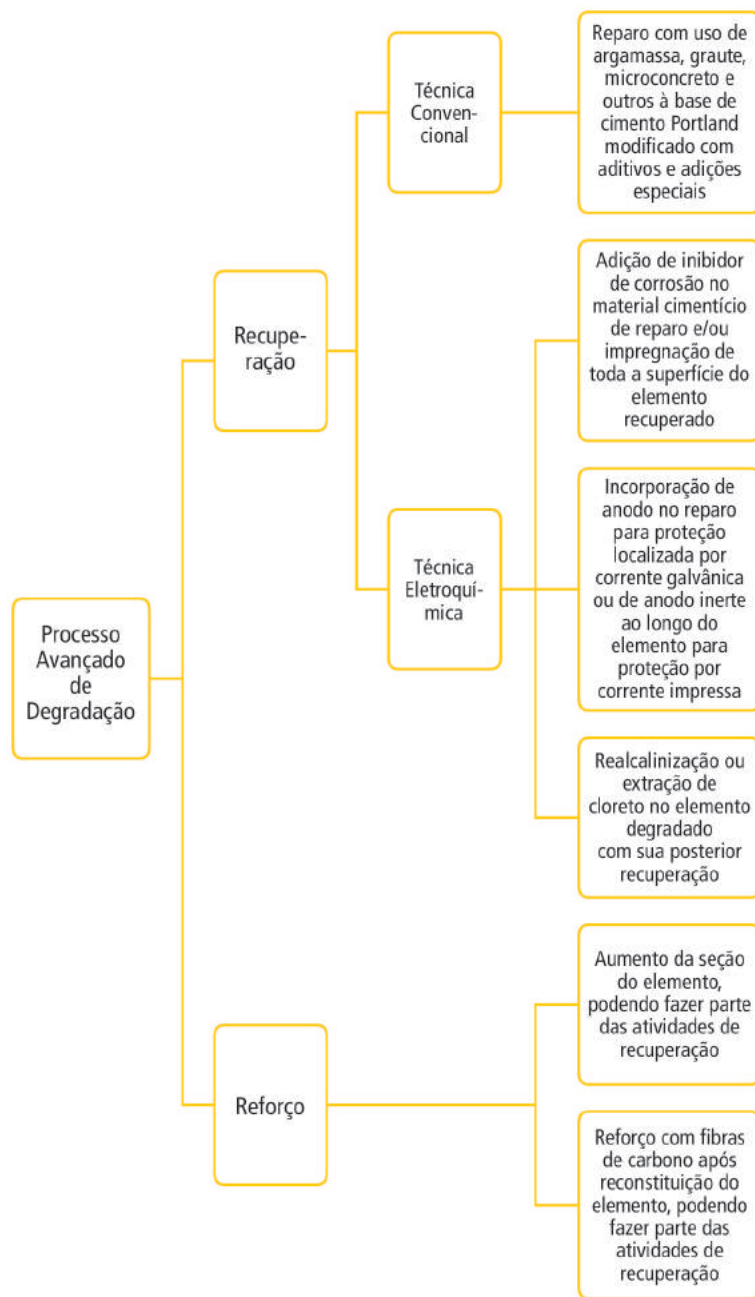 Reparo com uso de
argamassa, graute,
microconcreto e
outros à base de
cimento Portland
modificado com
aditivos e adições
especiais
Técnica
Conven-
cional
Adição de inibidor
de corrosão no
material cimentício
de reparo e/ou
impregnação de
toda a superfície do
elemento
recuperado
Recupe-
ração
Incorporação de
anodo no reparo
para proteção
localizada por
corrente galvânica
ou de anodo inerte
ao longo do
elemento para
proteção por
corrente impressa
Técnica
Eletroquí-
mica
Processo
Avançado
de
Degradação
Realcalinização ou
extração de
cloreto no elemento
degradado
com sua posterior
recuperação
Aumento da seção
do elemento,
podendo fazer parte
das atividades de
recuperação
Reforço
Reforço com fibras
de carbono após
reconstituição do
elemento, podendo
fazer parte das
atividades de
recuperação